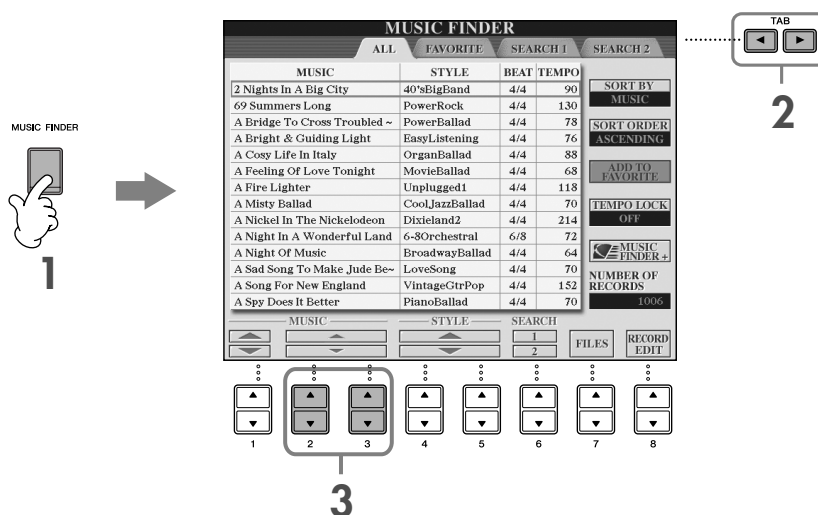 MUSIC FINDER
1
MUSIC FINDER
ALL FAVORITE SEARCH 1 SEARCH 2
MUSIC STYLE BEAT TEMPO
2 Nights In A Big City 40'sBigBand 4/4 90
69 Summers Long PowerRock 4/4 130
A Bridge To Cross Troubled ~ PowerBallad 4/4 78
A Bright & Guiding Light EasyListening 4/4 76
A Cosy Life In Italy OrganBallad 4/4 88
A Feeling Of Love Tonight MovieBallad 4/4 68
A Fire Lighter Unplugged1 4/4 118
A Misty Ballad CoolJazzBallad 4/4 70
A Nickel In The Nickelodeon Dixieland2 4/4 214
A Night In A Wonderful Land 6-8Orchestral 6/8 72
A Night Of Music BroadwayBallad 4/4 64
A Sad Song To Make Jude Be~ LoveSong 4/4 70
A Song For New England VintageGtrPop 4/4 152
A Spy Does It Better PianoBallad 4/4 70
SORT BY
MUSIC
SORT ORDER
ASCENDING
ADD TO
FAVORITE
TEMPO LOCK
OFF
MUSIC
FINDER +
NUMBER OF
RECORDS
1006
MUSIC STYLE SEARCH
1
2
FILES
RECORD
EDIT
1 2 3 4 5 6 7 8
3
TAB
2